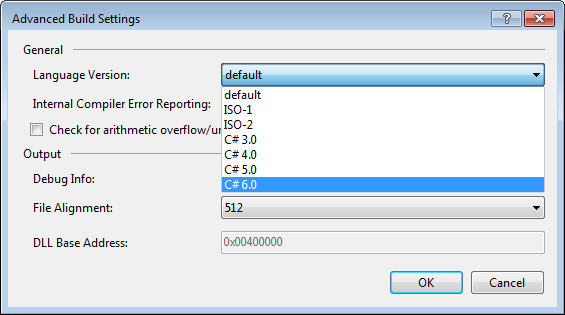 Advanced Build Settings
General
Language Version: default
default
Internal Compiler Error Reporting:
ISO-1
ISO-2
Check for arithmetic overflow/un
C# 3.0
C# 4.0
Output
C# 5.0
Debug Info:
C# 6.0
File Alignment: 512
DLL Base Address: 0x00400000
OK Cancel